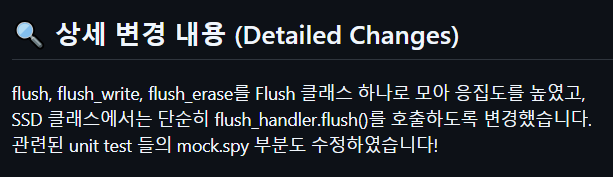 🔍 상세 변경 내용 (Detailed Changes)
flush, flush_write, flush_erase를 Flush 클래스 하나로 모아 응집도를 높였고,
SSD 클래스에서는 단순히 flush_handler.flush()를 호출하도록 변경했습니다.
관련된 unit test 들의 mock.spy 부분도 수정하였습니다!